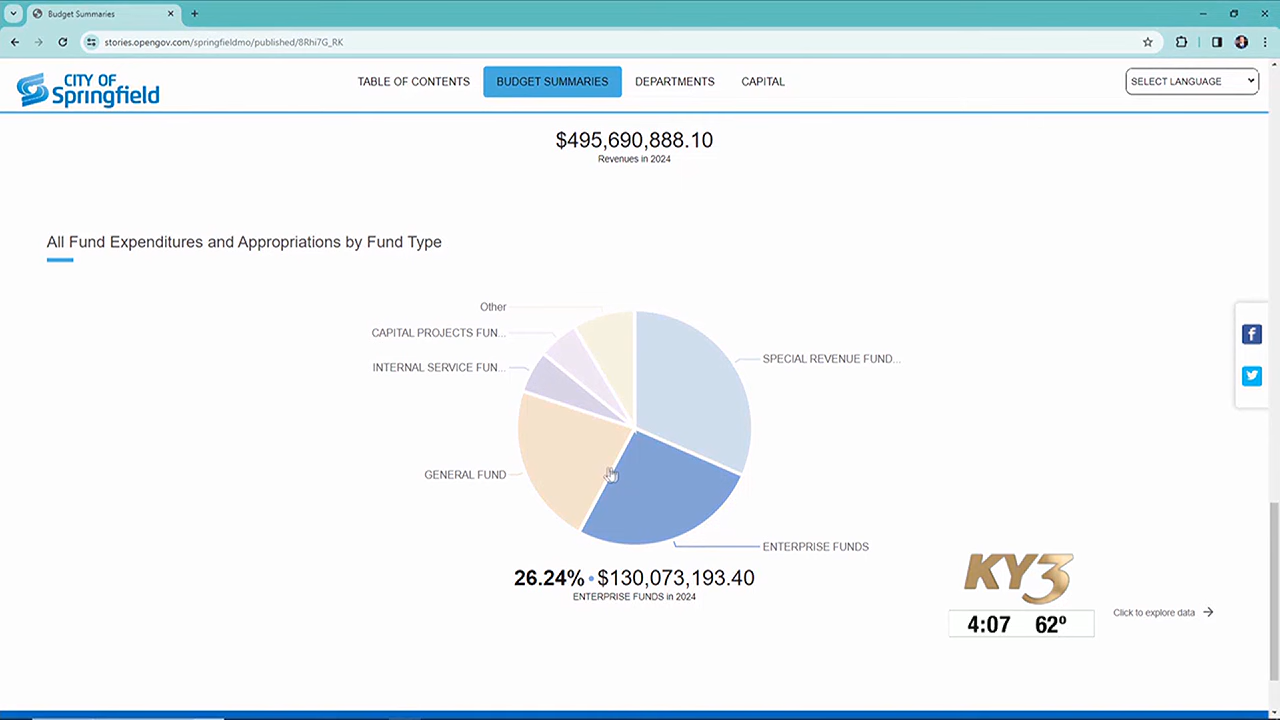 Budget Summaries
stories.opengov.com/springfieldmo/published/8Rhi7G_RK
CITY OF
Springfield
TABLE OF CONTENTS
BUDGET SUMMARIES
DEPARTMENTS
CAPITAL
SELECT LANGUAGE
$495,690,888.10
Revenues in 2024
All Fund Expenditures and Appropriations by Fund Type
Other
CAPITAL PROJECTS FUN...
SPECIAL REVENUE FUND...
INTERNAL SERVICE FUN...
GENERAL FUND
ENTERPRISE FUNDS
26.24% • $130,073,193.40
ENTERPRISE FUNDS in 2024
KY3
Click to explore data
4:07 62º